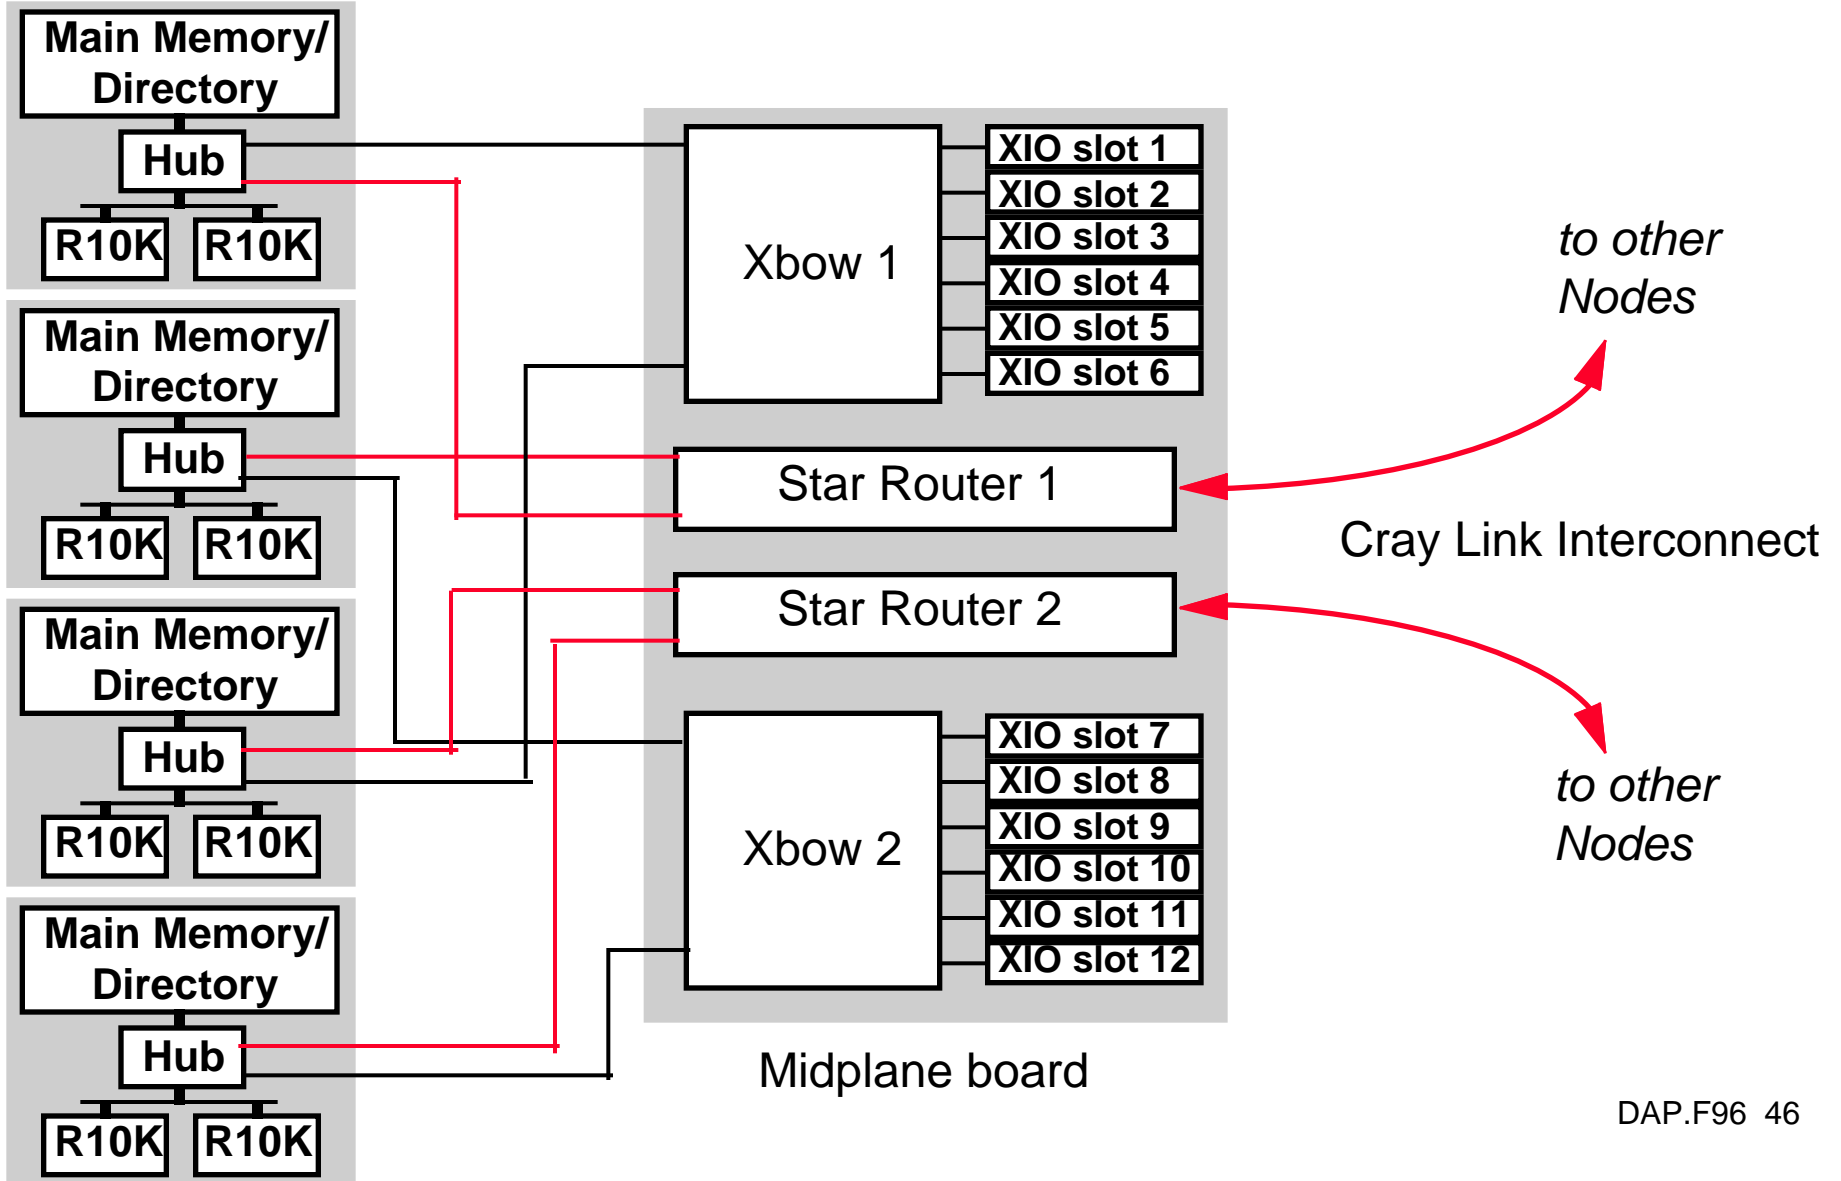 Main Memory/
Directory
Hub
R10K R10K
Main Memory/
Directory
Hub
R10K R10K
Main Memory/
Directory
Hub
R10K R10K
Main Memory/
Directory
Hub
R10K R10K
Xbow 1
XIO slot 1
XIO slot 2
XIO slot 3
XIO slot 4
XIO slot 5
XIO slot 6
Star Router 1
Star Router 2
Xbow 2
XIO slot 7
XIO slot 8
XIO slot 9
XIO slot 10
XIO slot 11
XIO slot 12
Midplane board
to other
Nodes
Cray Link Interconnect
to other
Nodes
DAP.F96 46